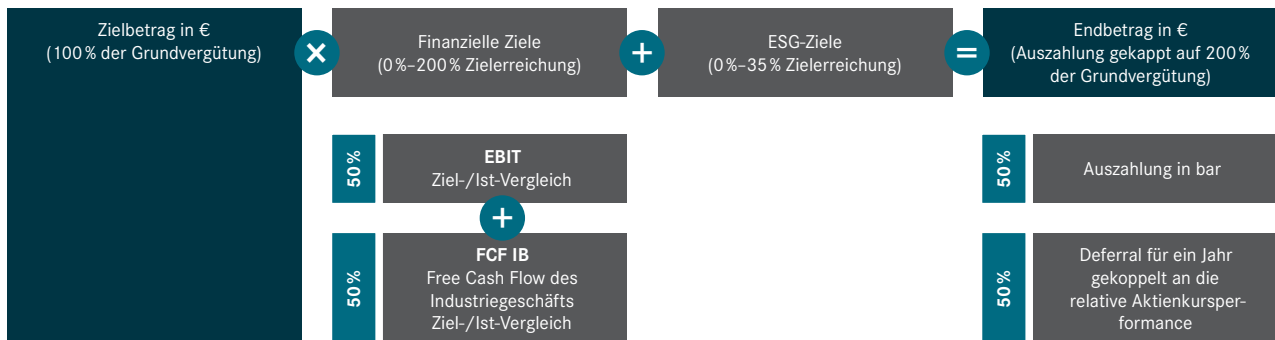 Zielbetrag in €
(100 % der Grundvergütung)
×
Finanzielle Ziele
(0 %–200 % Zielerreichung)
+
ESG-Ziele
(0 %–35 % Zielerreichung)
=
Endbetrag in €
(Auszahlung gekappt auf 200 %
der Grundvergütung)
50 %
EBIT
Ziel-/Ist-Vergleich
+
50 %
FCF IB
Free Cash Flow des
Industriegeschäfts
Ziel-/Ist-Vergleich
50 %
Auszahlung in bar
50 %
Deferral für ein Jahr
gekoppelt an die
relative Aktienkursper-
formance